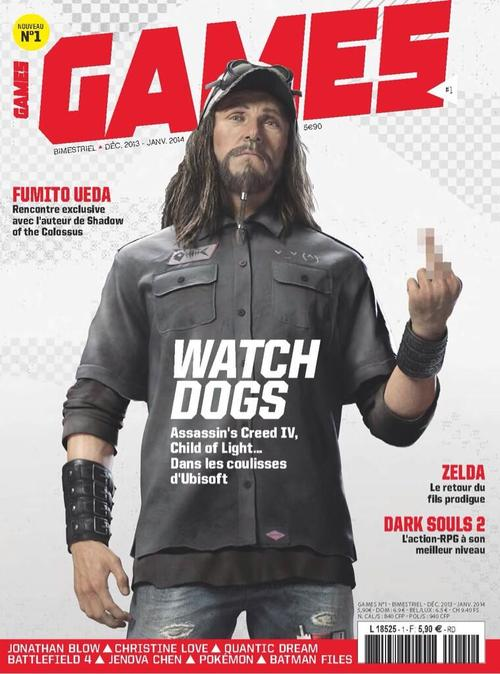 NOUVEAU
N°1
GAMES
GAMES
#1
5€90
BIMESTRIEL ▲ DÉC. 2013 - JANV. 2014
FUMITO UEDA
Rencontre exclusive
avec l'auteur de Shadow
of the Colossus
WATCH
DOGS
Assassin's Creed IV,
Child of Light...
Dans les coulisses
d'Ubisoft
ZELDA
Le retour du
fils prodigue
DARK SOULS 2
L'action-RPG à son
meilleur niveau
GAMES N°1 - BIMESTRIEL - DÉC. 2013 - JANV. 2014
5,90€ - DOM : 6.9€ - BEL/LUX : 6.5 € - CH 9.40 FS
N. CAL/S : 840 CFP - POL/S : 940 CFP
L 18525 - 1 - F: 5,90 € - RD
JONATHAN BLOW ▲ CHRISTINE LOVE ▲ QUANTIC DREAM
BATTLEFIELD 4 ▲ JENOVA CHEN ▲ POKÉMON ▲ BATMAN FILES